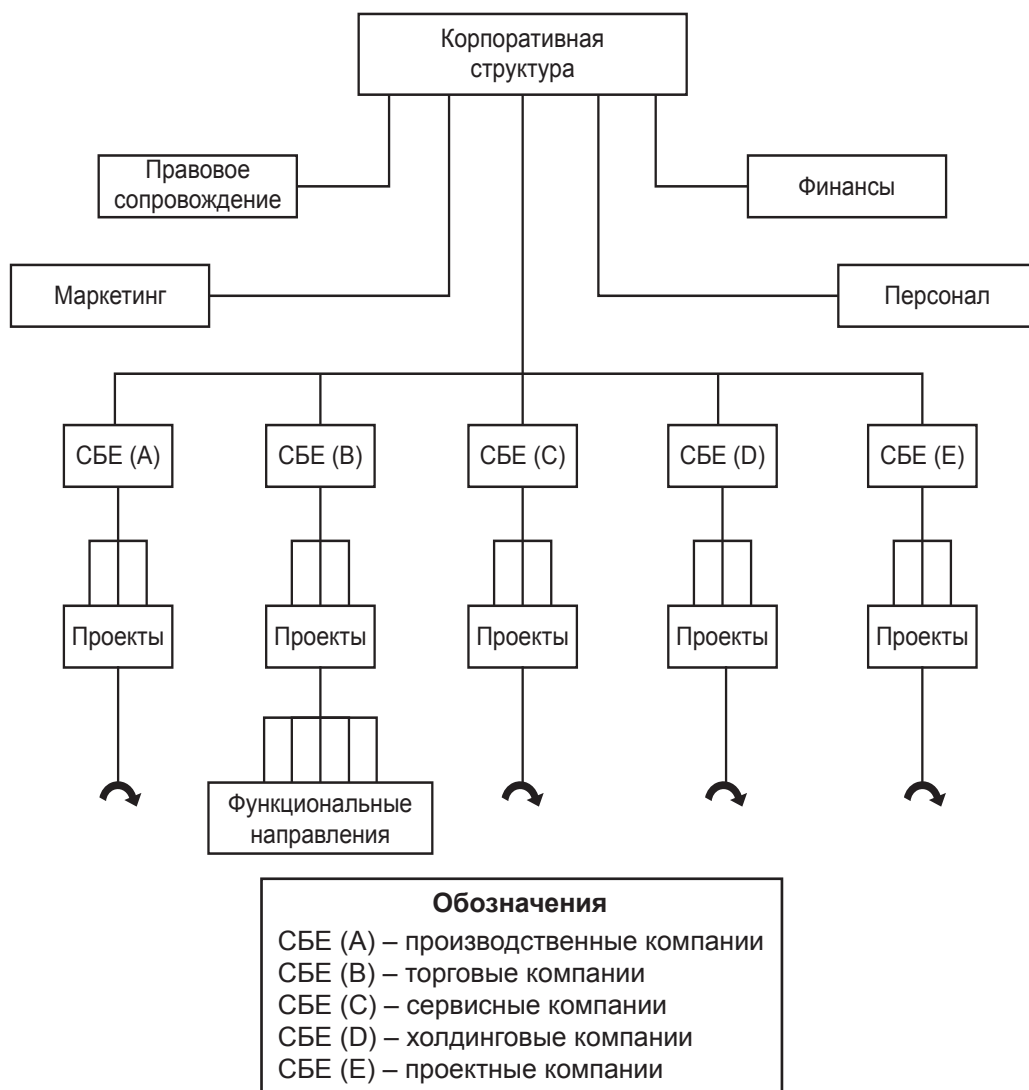 Корпоративная
структура
Правовое
сопровождение
Финансы
Маркетинг
Персонал
СБЕ (A)
СБЕ (B)
СБЕ (C)
СБЕ (D)
СБЕ (E)
Проекты
Проекты
Проекты
Проекты
Проекты
Функциональные
направления
Обозначения
СБЕ (A) – производственные компании
СБЕ (B) – торговые компании
СБЕ (C) – сервисные компании
СБЕ (D) – холдинговые компании
СБЕ (E) – проектные компании